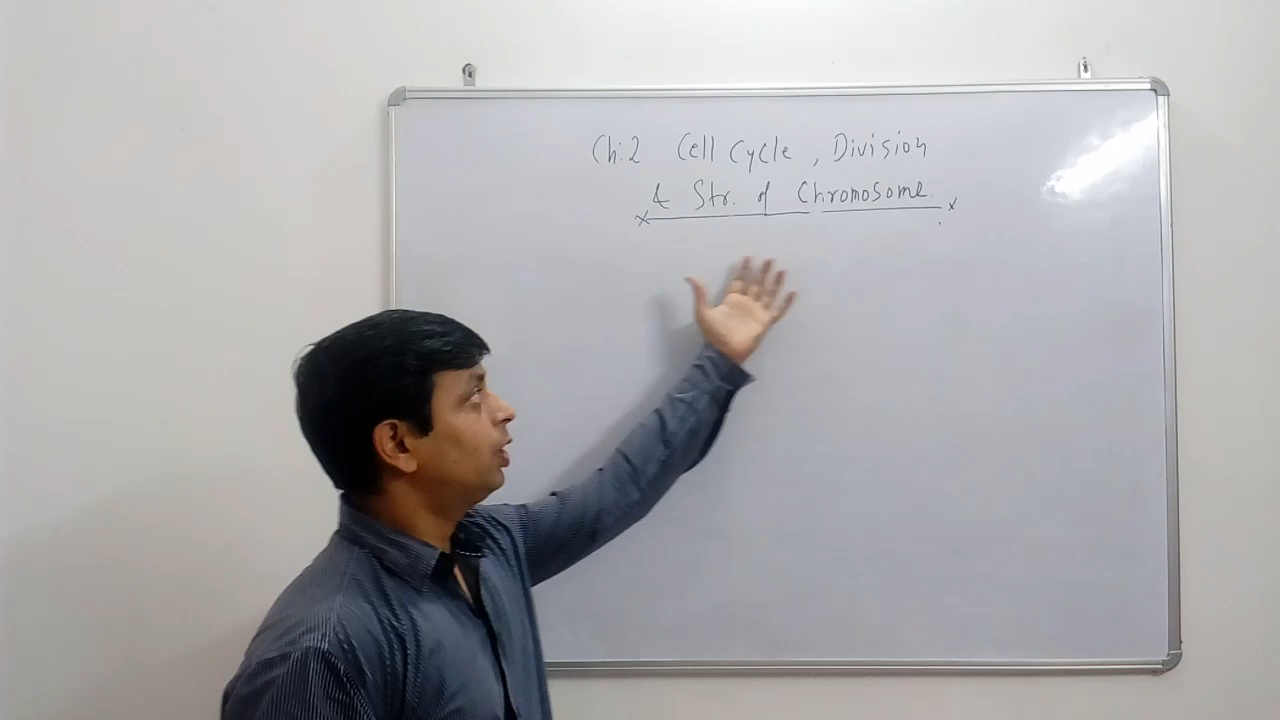 Ch:2 Cell Cycle, Division
& Str. of Chromosome.